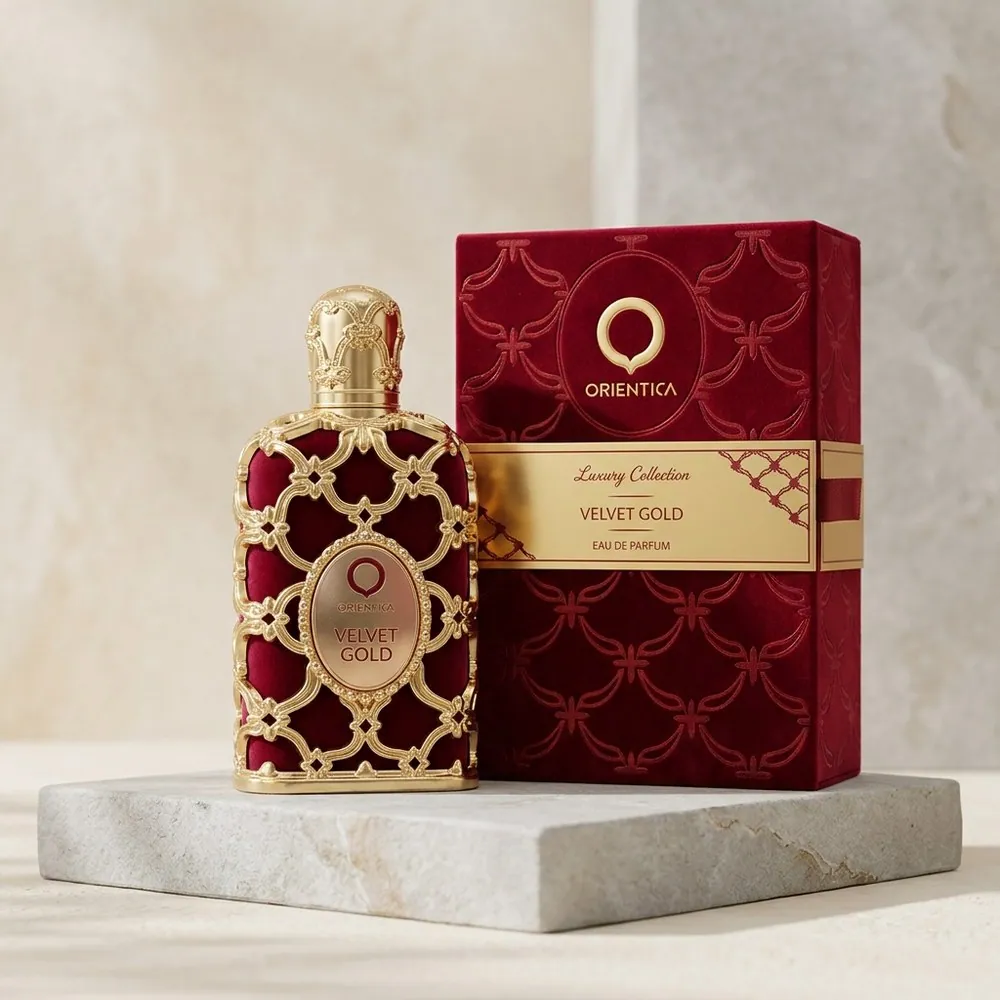 ORIENTICA
VELVET
GOLD
ORIENTICA
Luxury Collection
VELVET GOLD
EAU DE PARFUM